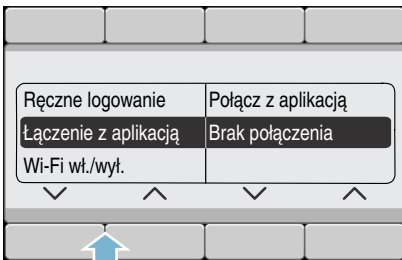 Ręczne logowanie Połącz z aplikacją
Łączenie z aplikacją Brak połączenia
Wi-Fi wł./wył.